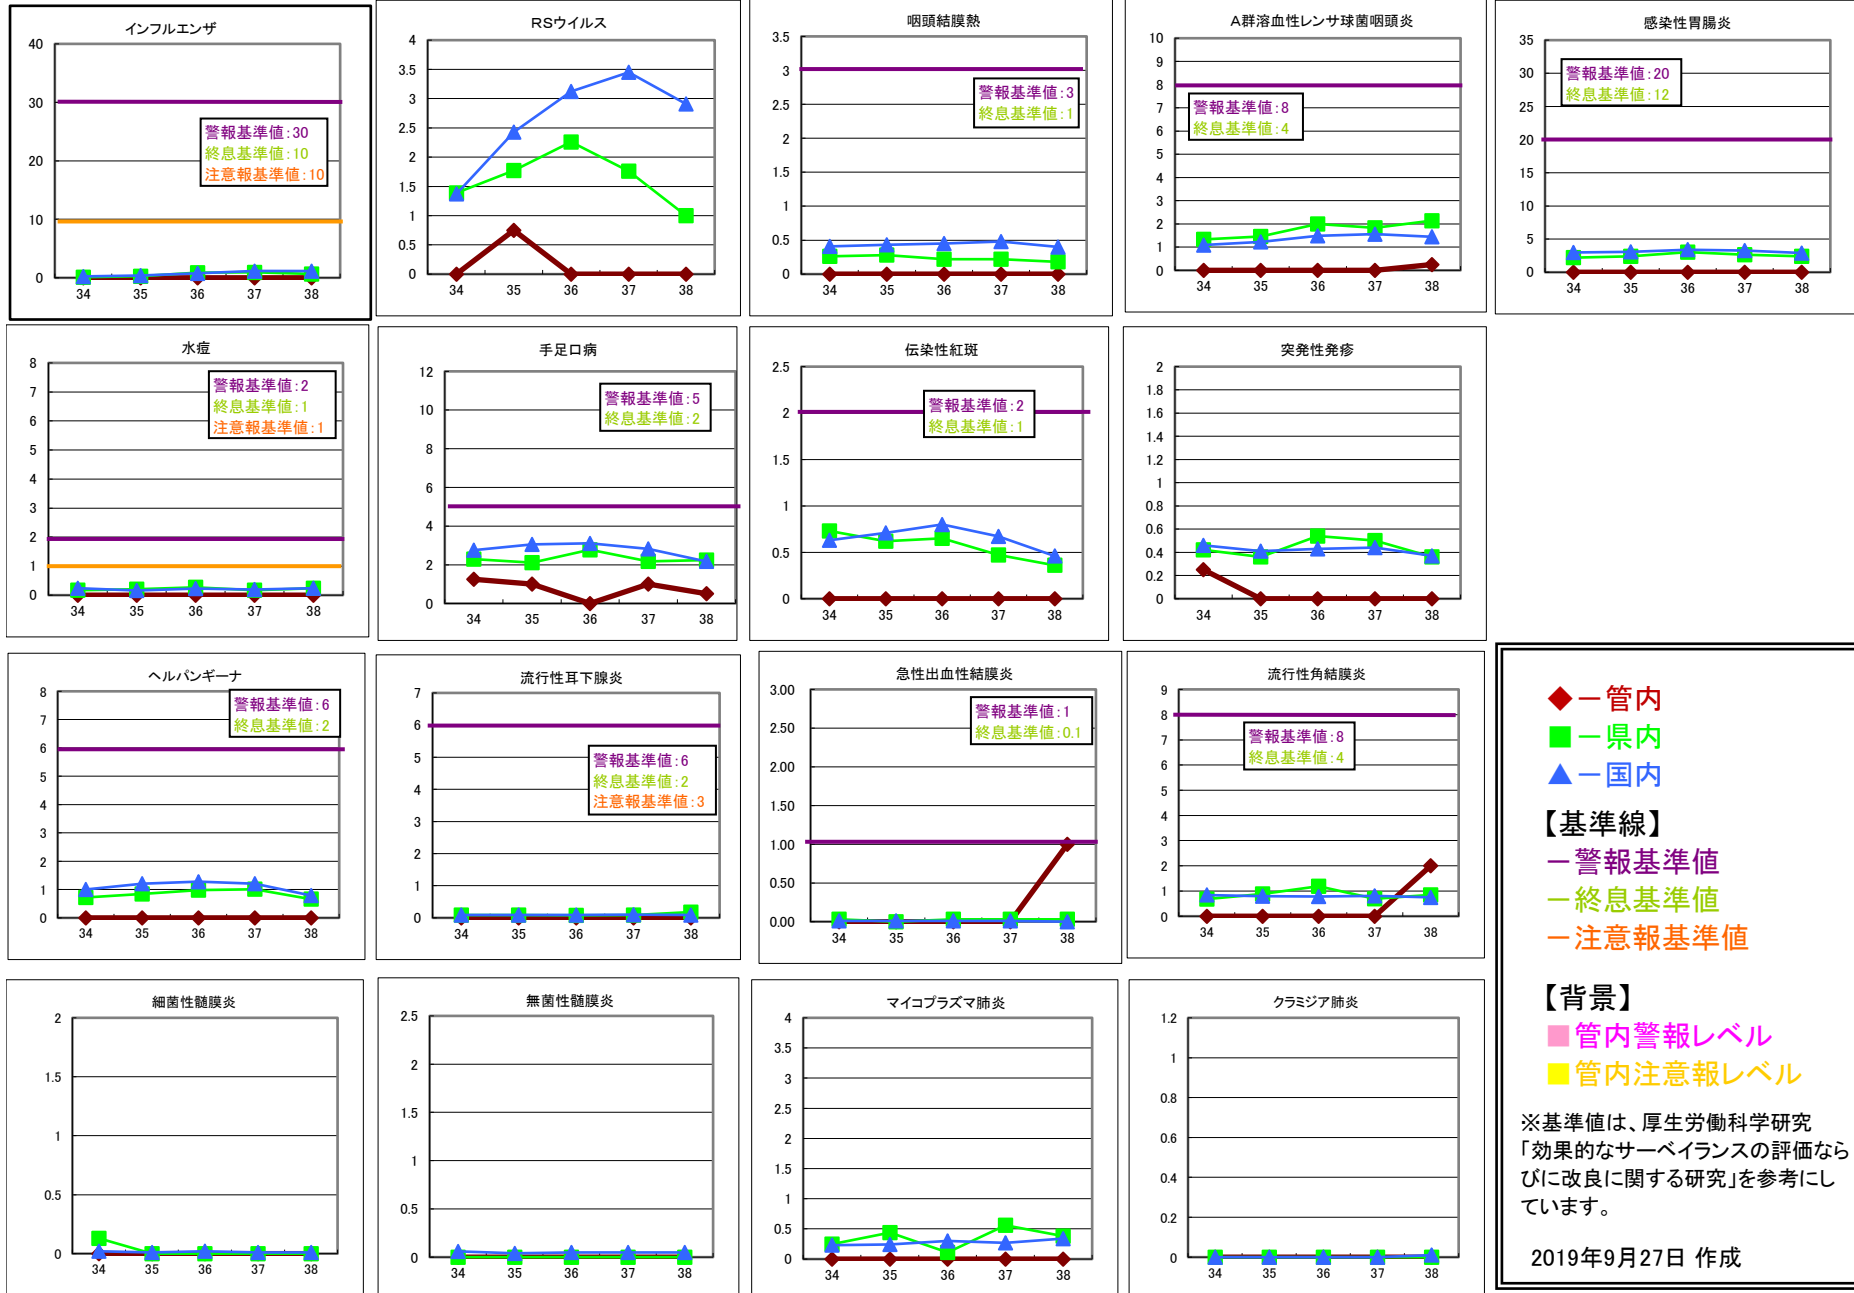 インフルエンザ
40
30
20
10
0
警報基準値:30
終息基準値:10
注意報基準値:10
34 35 36 37 38
RSウイルス
4
3.5
3
2.5
2
1.5
1
0.5
0
34 35 36 37 38
咽頭結膜熱
3.5
3
2.5
2
1.5
1
0.5
0
警報基準値:3
終息基準値:1
34 35 36 37 38
A群溶血性レンサ球菌咽頭炎
10
9
8
7
6
5
4
3
2
1
0
警報基準値:8
終息基準値:4
34 35 36 37 38
感染性胃腸炎
35
30
25
20
15
10
5
0
警報基準値:20
終息基準値:12
34 35 36 37 38
水痘
8
7
6
5
4
3
2
1
0
警報基準値:2
終息基準値:1
注意報基準値:1
34 35 36 37 38
手足口病
12
10
8
6
4
2
0
警報基準値:5
終息基準値:2
34 35 36 37 38
伝染性紅斑
2.5
2
1.5
1
0.5
0
警報基準値:2
終息基準値:1
34 35 36 37 38
突発性発疹
2
1.8
1.6
1.4
1.2
1
0.8
0.6
0.4
0.2
0
34 35 36 37 38
ヘルパンギーナ
8
7
6
5
4
3
2
1
0
警報基準値:6
終息基準値:2
34 35 36 37 38
流行性耳下腺炎
7
6
5
4
3
2
1
0
警報基準値:6
終息基準値:2
注意報基準値:3
34 35 36 37 38
急性出血性結膜炎
3.00
2.50
2.00
1.50
1.00
0.50
0.00
警報基準値:1
終息基準値:0.1
34 35 36 37 38
流行性角結膜炎
9
8
7
6
5
4
3
2
1
0
警報基準値:8
終息基準値:4
34 35 36 37 38
細菌性髄膜炎
2
1.5
1
0.5
0
34 35 36 37 38
無菌性髄膜炎
2.5
2
1.5
1
0.5
0
34 35 36 37 38
マイコプラズマ肺炎
4
3.5
3
2.5
2
1.5
1
0.5
0
34 35 36 37 38
クラミジア肺炎
1.2
1
0.8
0.6
0.4
0.2
0
34 35 36 37 38
◆ー管内
■ー県内
▲ー国内
【基準線】
ー警報基準値
ー終息基準値
ー注意報基準値
【背景】
■管内警報レベル
■管内注意報レベル
※基準値は、厚生労働科学研究
「効果的なサーベイランスの評価なら
びに改良に関する研究」を参考にし
ています。
2019年9月27日 作成